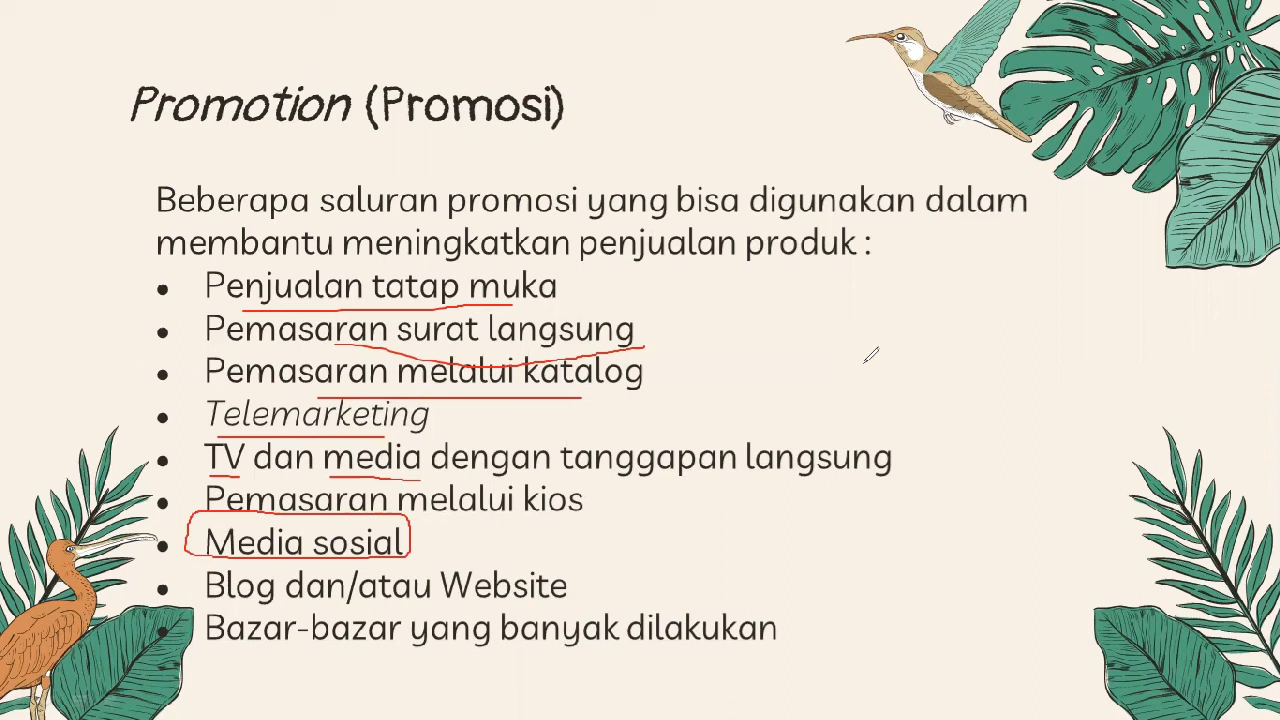 Promotion (Promosi)
Beberapa saluran promosi yang bisa digunakan dalam
membantu meningkatkan penjualan produk :
• Penjualan tatap muka
• Pemasaran surat langsung
• Pemasaran melalui katalog
• Telemarketing
• TV dan media dengan tanggapan langsung
• Pemasaran melalui kios
• Media sosial
• Blog dan/atau Website
• Bazar-bazar yang banyak dilakukan